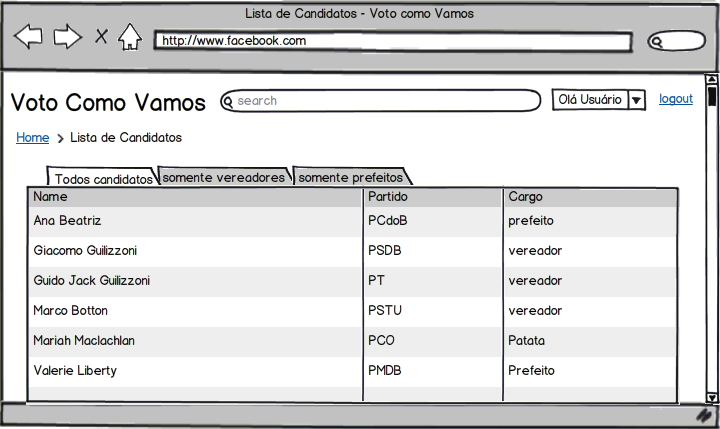 Lista de Candidatos - Voto como Vamos
http://www.facebook.com
Voto Como Vamos
search
Olá Usuário
logout
Home > Lista de Candidatos
Todos candidatos somente vereadores somente prefeitos
Name Partido Cargo
Ana Beatriz PCdoB prefeito
Giacomo Guilizzoni PSDB vereador
Guido Jack Guilizzoni PT vereador
Marco Botton PSTU vereador
Mariah Maclachlan PCO Patata
Valerie Liberty PMDB Prefeito